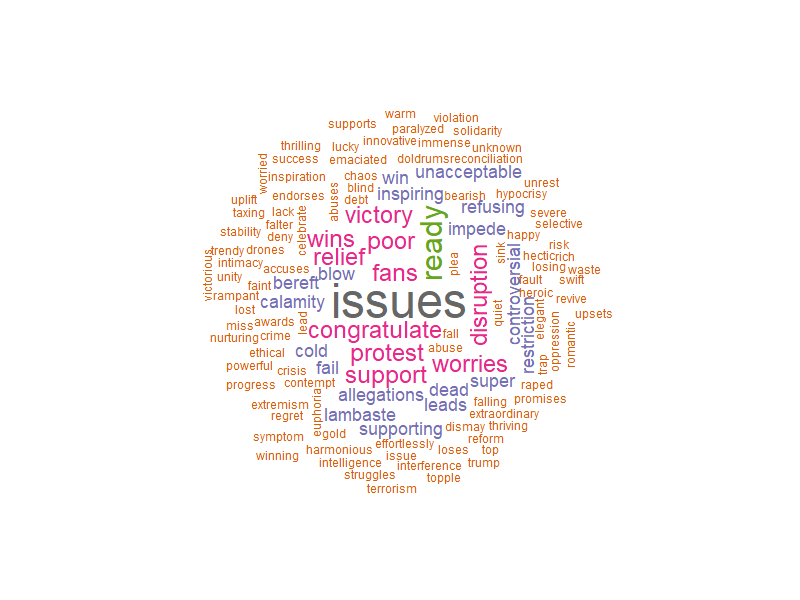 warm
supports
violation
paralyzed
solidarity
thrilling
lucky
innovative
immense
unknown
worried
success
emaciated
doldrums
reconciliation
inspiration
chaos
win
unacceptable
unrest
uplift
endorses
abuses
blind
debt
inspiring
bearish
hypocrisy
taxing
lack
celebrate
victory
ready
refusing
severe
selective
falter
stability
deny
wins
poor
impede
happy
trendy
drones
relief
plea
disruption
sink
controversial
risk
hectic
rich
victorious
intimacy
accuses
blow
fans
losing
waste
unity
faint
bereft
issues
fault
swift
rampant
calamity
quiet
restriction
heroic
revive
lost
lead
elegant
upsets
miss
awards
congratulate
fall
oppression
romantic
nurturing
crime
cold
protest
abuse
trap
ethical
powerful
crisis
fail
support
worries
progress
contempt
euphoria
allegations
dead
super
raped
promises
extremism
regret
lambaste
leads
falling
extraordinary
symptom
gold
supporting
dismay
thriving
winning
harmonious
effortlessly
issue
loses
reform
top
intelligence
interference
trump
struggles
topple
terrorism